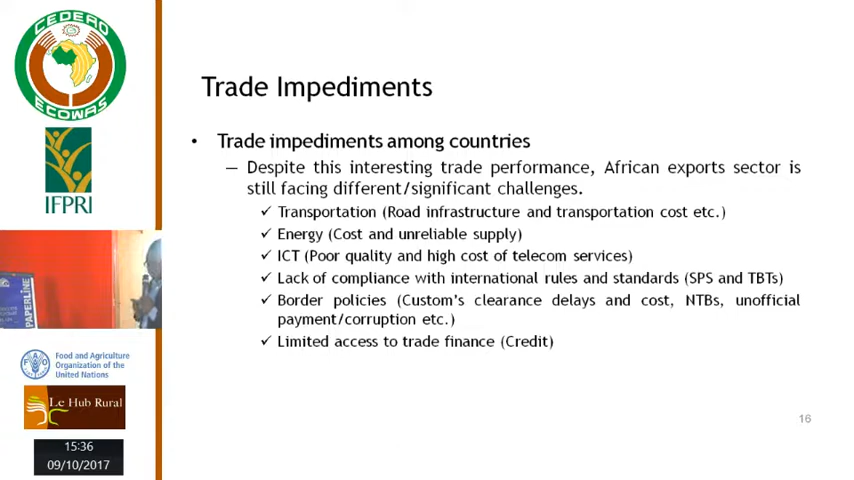 CEDEAO
ECOWAS
IFPRI
PAPERLINE
Food and Agriculture
Organization of the
United Nations
Le Hub Rural
15:36
09/10/2017
Trade Impediments
• Trade impediments among countries
— Despite this interesting trade performance, African exports sector is
still facing different/significant challenges.
✓ Transportation (Road infrastructure and transportation cost etc.)
✓ Energy (Cost and unreliable supply)
✓ ICT (Poor quality and high cost of telecom services)
✓ Lack of compliance with international rules and standards (SPS and TBTs)
✓ Border policies (Custom's clearance delays and cost, NTBs, unofficial
payment/corruption etc.)
✓ Limited access to trade finance (Credit)
16